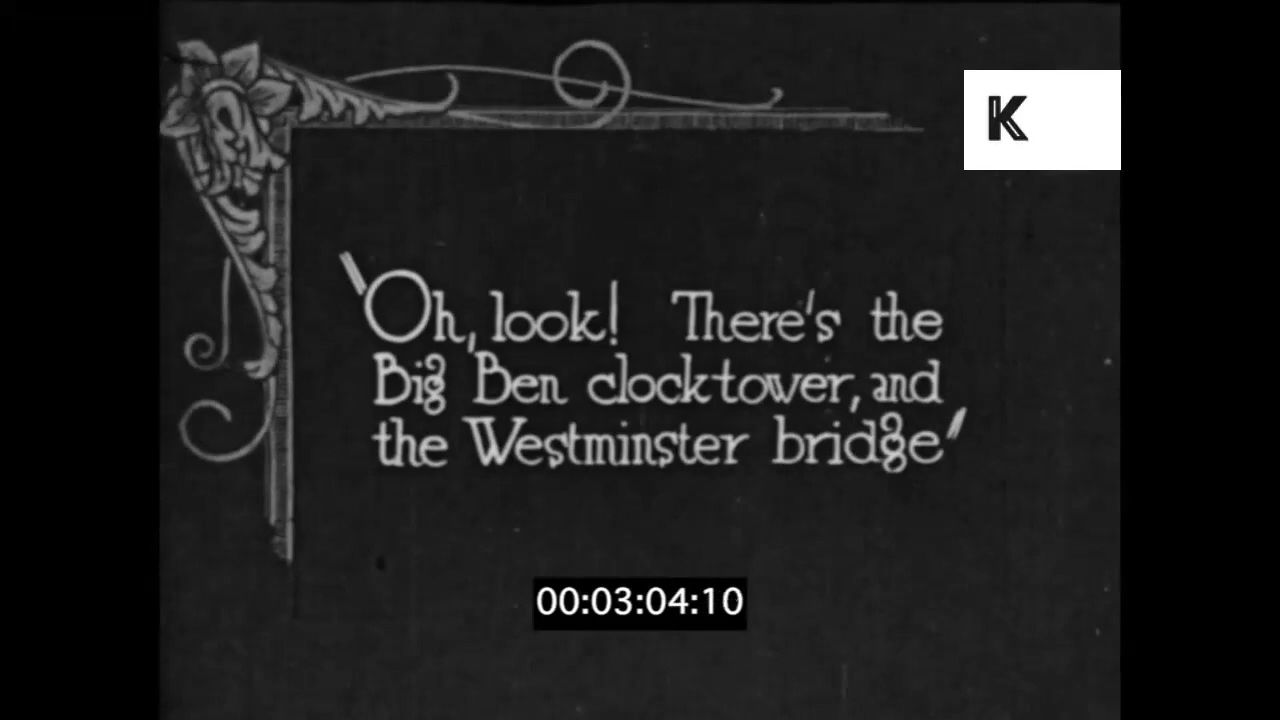 K
"Oh, look! There's the
Big Ben clocktower, and
the Westminster bridge"
00:03:04:10